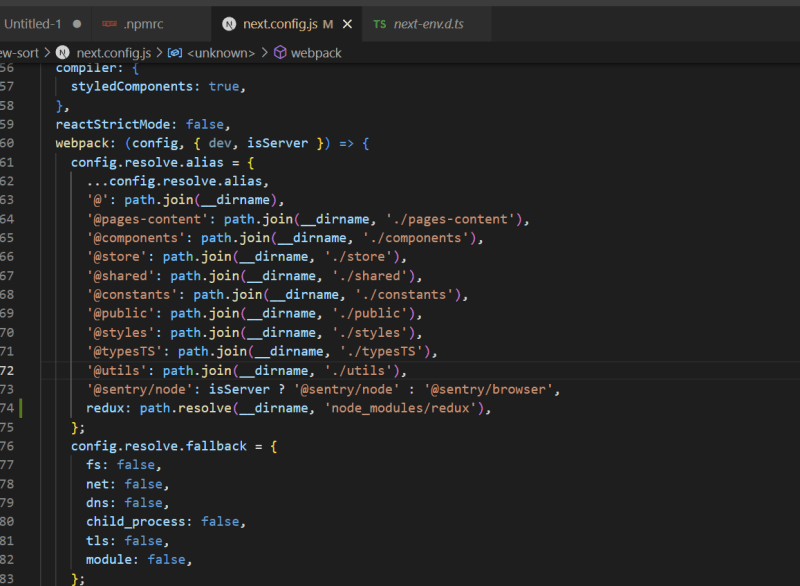 Untitled-1 .npmrc N next.config.js M TS next-env.d.ts
ew-sort > N next.config.js > <unknown> > webpack
56 compiler: {
57 styledComponents: true,
58 },
59 reactStrictMode: false,
60 webpack: (config, { dev, isServer }) => {
61 config.resolve.alias = {
62 ...config.resolve.alias,
63 '@': path.join(__dirname),
64 '@pages-content': path.join(__dirname, './pages-content'),
65 '@components': path.join(__dirname, './components'),
66 '@store': path.join(__dirname, './store'),
67 '@shared': path.join(__dirname, './shared'),
68 '@constants': path.join(__dirname, './constants'),
69 '@public': path.join(__dirname, './public'),
70 '@styles': path.join(__dirname, './styles'),
71 '@typesTS': path.join(__dirname, './typesTS'),
72 '@utils': path.join(__dirname, './utils'),
73 '@sentry/node': isServer ? '@sentry/node' : '@sentry/browser',
74 redux: path.resolve(__dirname, 'node_modules/redux'),
75 };
76 config.resolve.fallback = {
77 fs: false,
78 net: false,
79 dns: false,
80 child_process: false,
81 tls: false,
82 module: false,
83 };